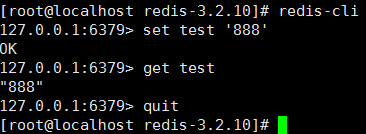 [root@localhost redis-3.2.10]# redis-cli
127.0.0.1:6379> set test '888'
OK
127.0.0.1:6379> get test
"888"
127.0.0.1:6379> quit
[root@localhost redis-3.2.10]#